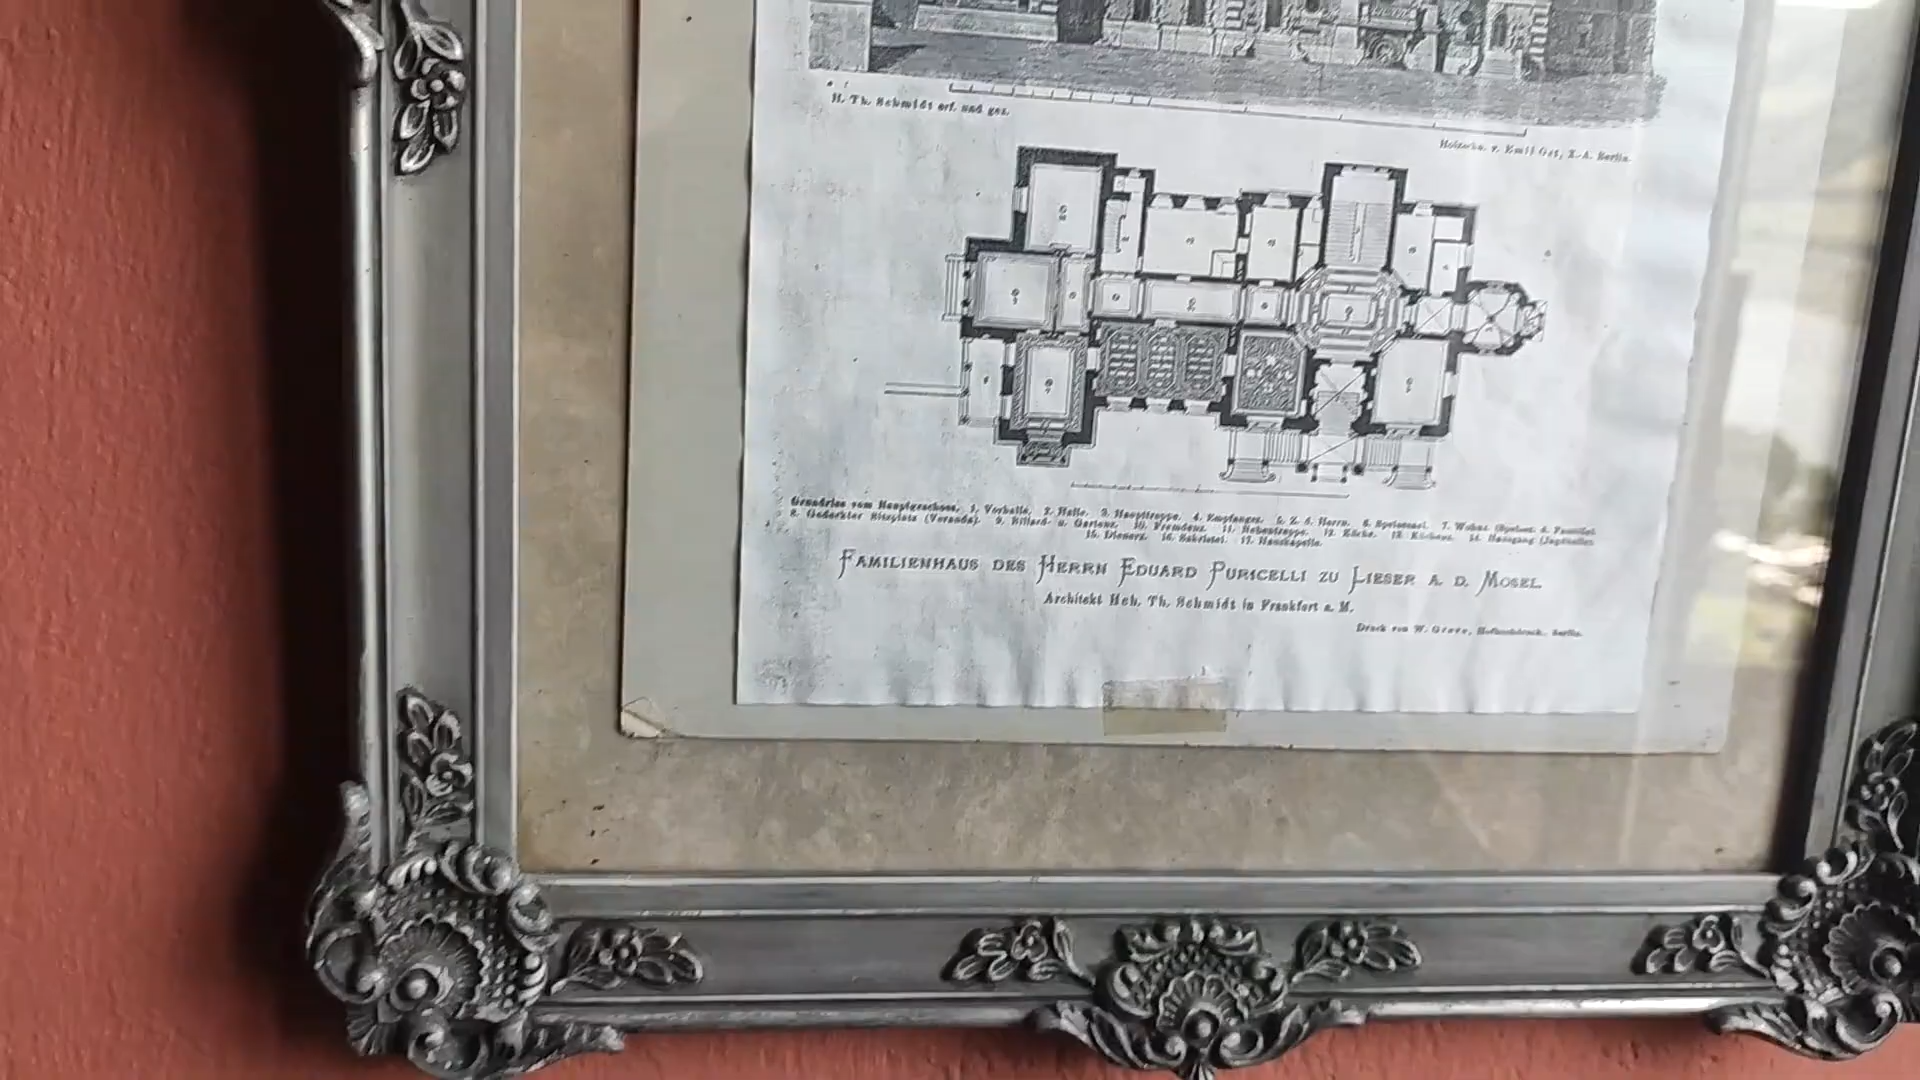 H. Th. Schmidt erf. und gez.
Holzschn. v. Emil Ost, X.-A. Berlin.
Grundriss vom Hauptgeschoss, 1. Vorhalle, 2. Halle, 3. Haupttreppe, 4. Empfangsz. 5. Z. d. Herrn. 6. Speisesaal. 7. Wohnz.
8. Gedeckter Sitzplatz (Veranda). 9. Billard- u. Gartenz. 10. Fremdenz. 11. Nebentreppe. 12. Küche. 13.
15. Dienerz. 16. Sakristei. 17. Hauskapelle.
FAMILIENHAUS DES HERRN EDUARD PURICELLI ZU LIESER A. D. MOSEL.
Architekt Hch. Th. Schmidt in Frankfurt a. M.
Druck von W. Greve, Berlin.